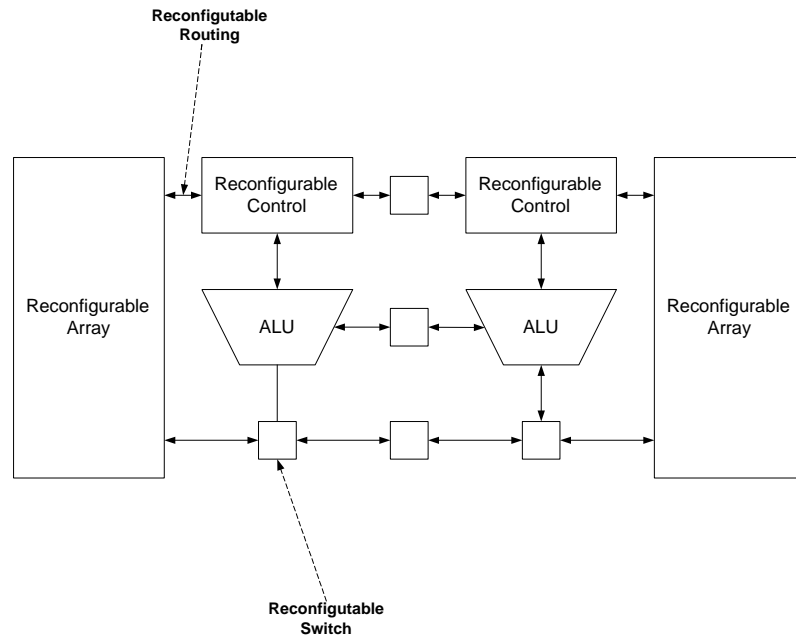 Reconfigutable
Routing
Reconfigurable
Control
Reconfigurable
Control
Reconfigurable
Array
ALU
ALU
Reconfigurable
Array
Reconfigutable
Switch